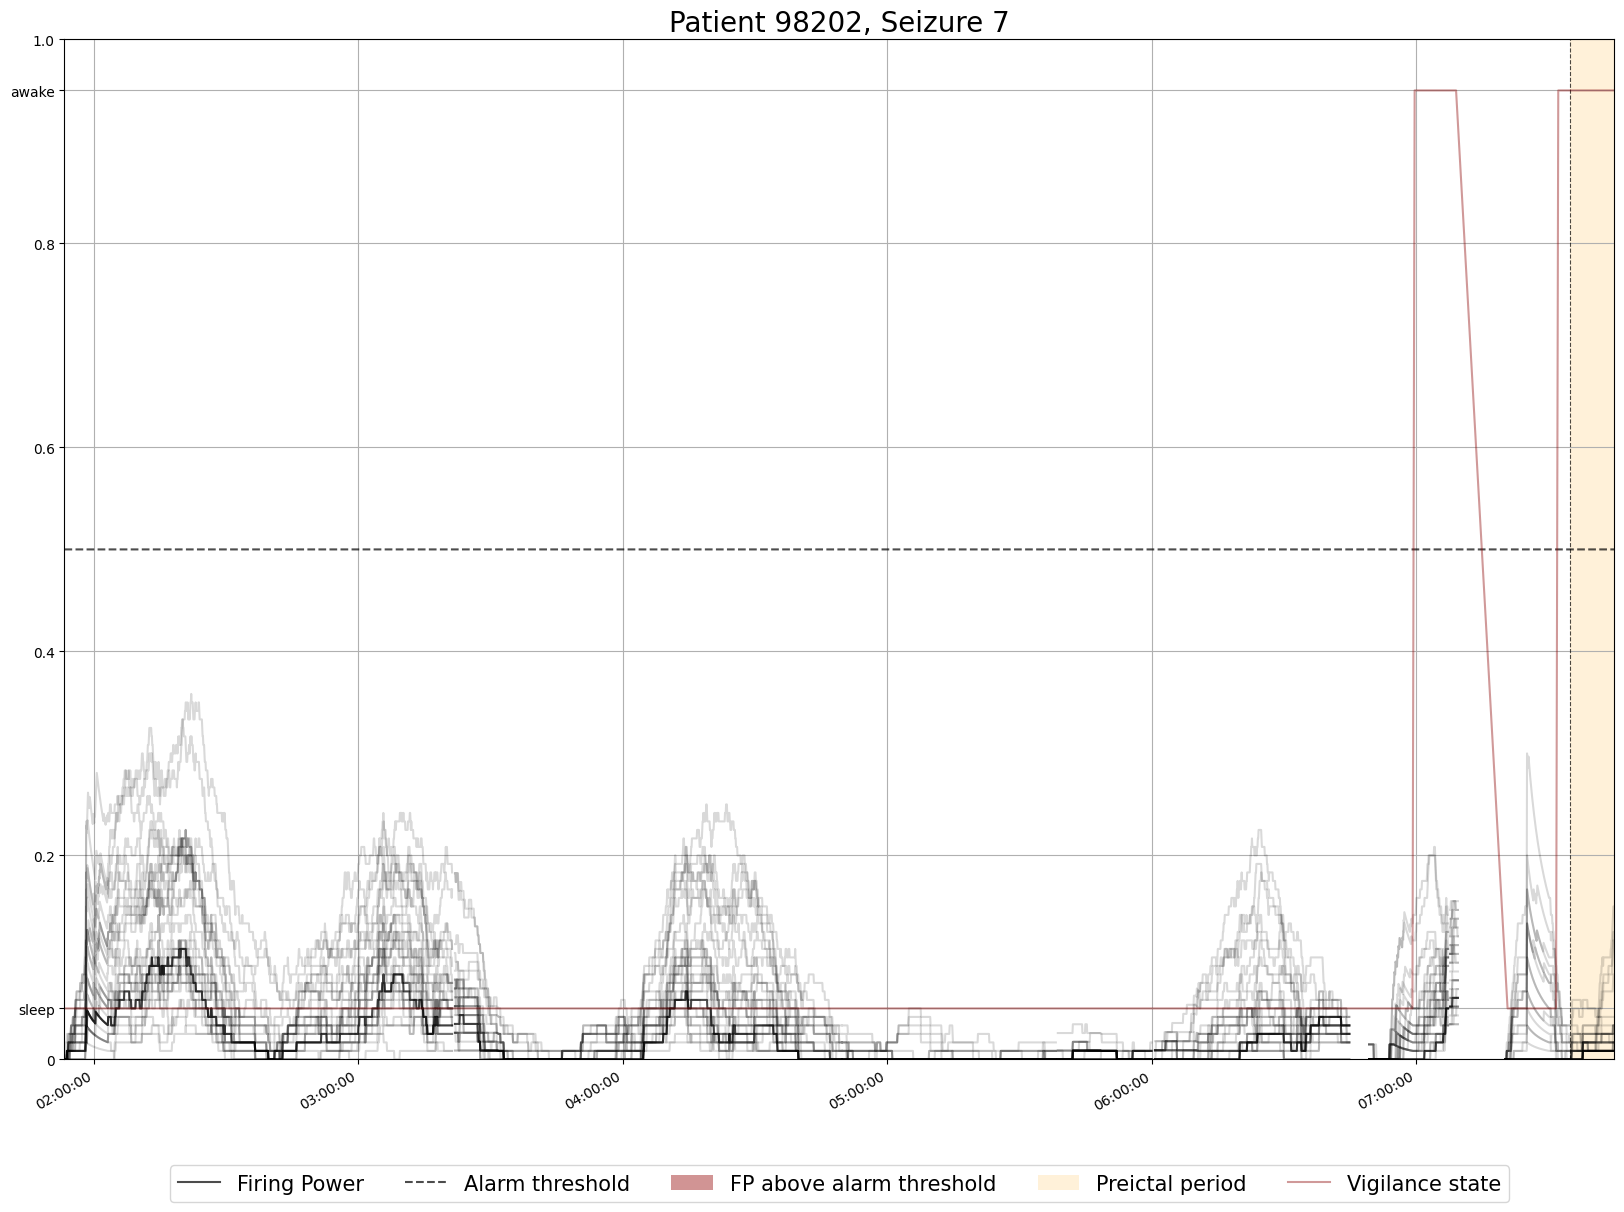 Patient 98202, Seizure 7
1.0
awake
0.8
0.6
0.4
0.2
sleep
0
02:00:00 03:00:00 04:00:00 05:00:00 06:00:00 07:00:00
Firing Power Alarm threshold FP above alarm threshold Preictal period Vigilance state